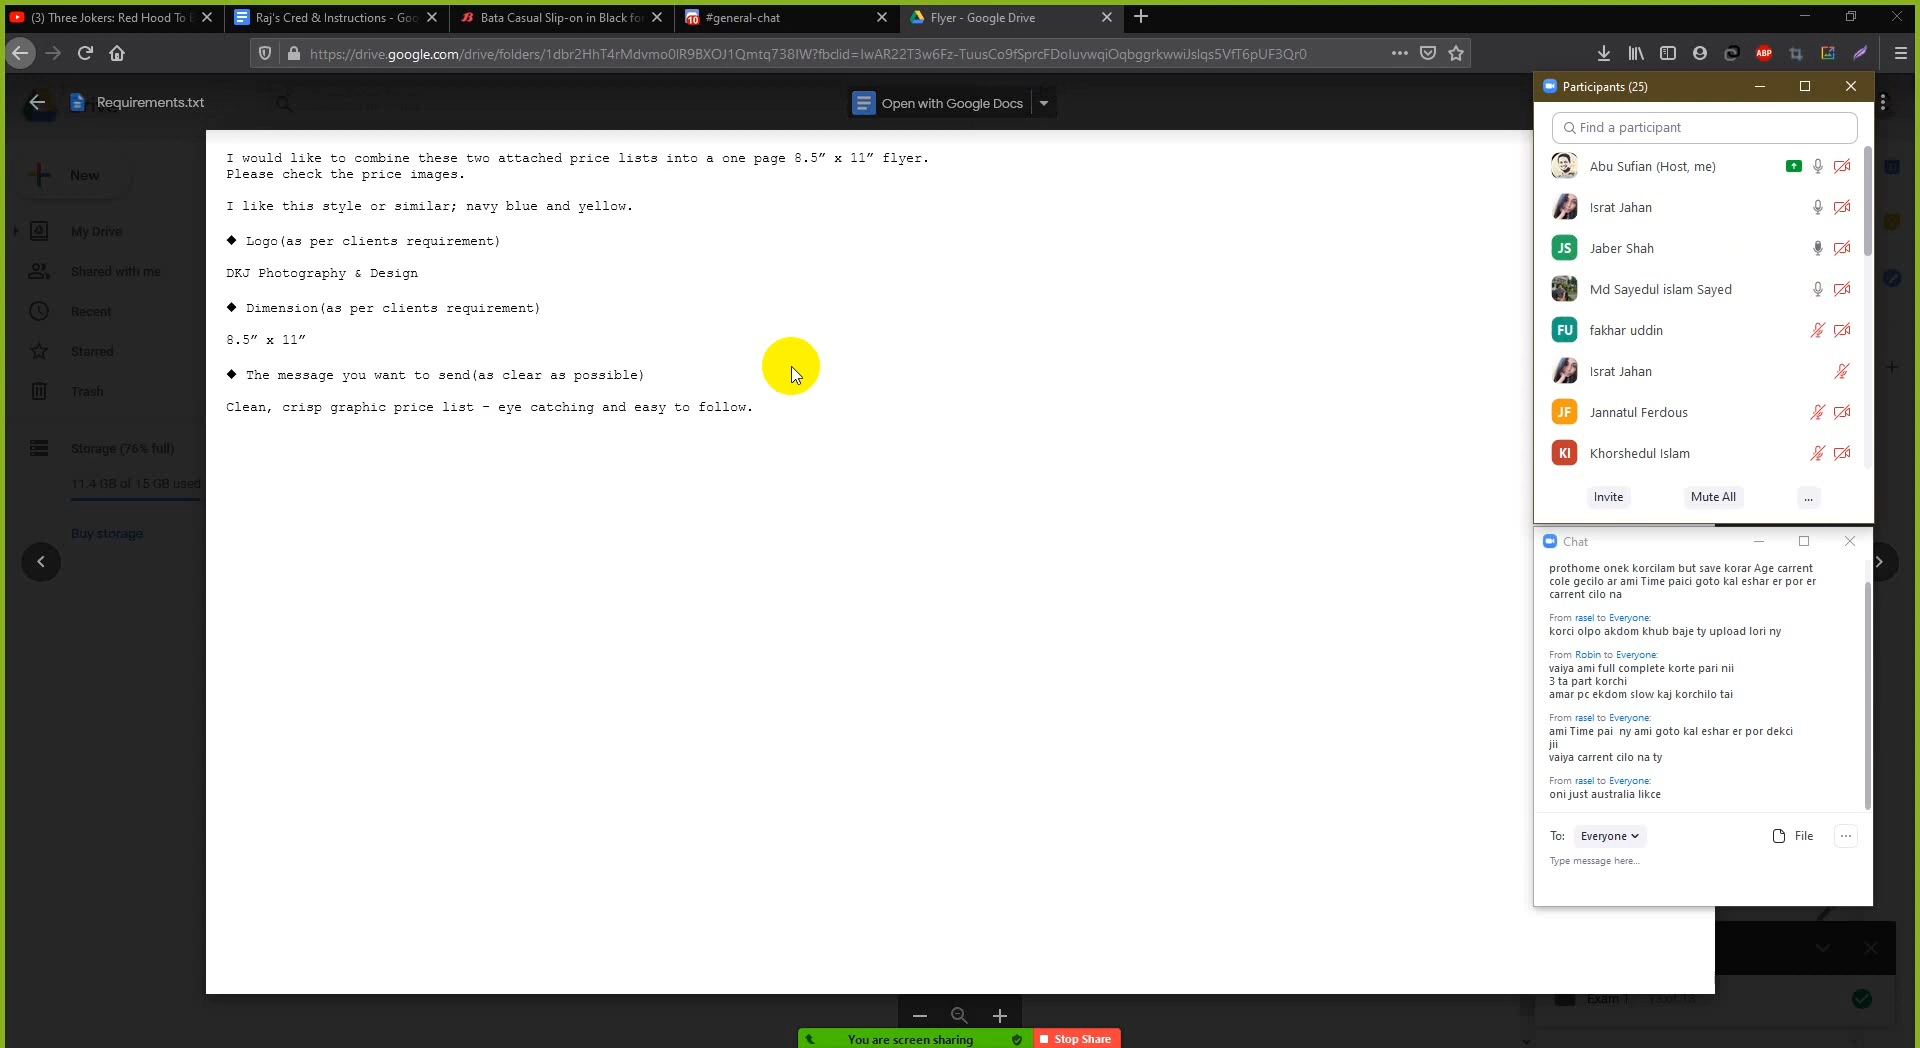 (3) Three Jokers: Red Hood To
Raj's Cred & Instructions - Goo
Bata Casual Slip-on in Black for
#general-chat
Flyer - Google Drive
https://drive.google.com/drive/folders/1dbr2HhT4rMdvmo0lR9BXOJ1Qmtq738IW?fbclid=IwAR22T3w6Fz-TuusCo9fSprcFDoIuvwqiOqbggrkwwiJslqs5VfT6pUF3Qr0
ABP
Requirements.txt
Open with Google Docs
New
My Drive
Shared with me
Recent
Starred
Trash
Storage (76% full)
11.4 GB of 15 GB used
Buy storage
I would like to combine these two attached price lists into a one page 8.5″ x 11″ flyer.
Please check the price images.
I like this style or similar; navy blue and yellow.
◆ Logo(as per clients requirement)
DKJ Photography & Design
◆ Dimension(as per clients requirement)
8.5″ x 11″
◆ The message you want to send(as clear as possible)
Clean, crisp graphic price list - eye catching and easy to follow.
Participants (25)
Find a participant
Abu Sufian (Host, me)
Israt Jahan
JS Jaber Shah
Md Sayedul islam Sayed
FU fakhar uddin
Israt Jahan
JF Jannatul Ferdous
KI Khorshedul Islam
Invite
Mute All
...
Chat
prothome onek korcilam but save korar Age carrent
cole gecilo ar ami Time paici goto kal eshar er por er
carrent cilo na
From rasel to Everyone:
korci olpo akdom khub baje ty upload lori ny
From Robin to Everyone:
vaiya ami full complete korte pari nii
3 ta part korchi
amar pc ekdom slow kaj korchilo tai
From rasel to Everyone:
ami Time pai ny ami goto kal eshar er por dekci
jii
vaiya carrent cilo na ty
From rasel to Everyone:
oni just australia likce
To: Everyone
File
Type message here...
Exam 1
You are screen sharing
Stop Share